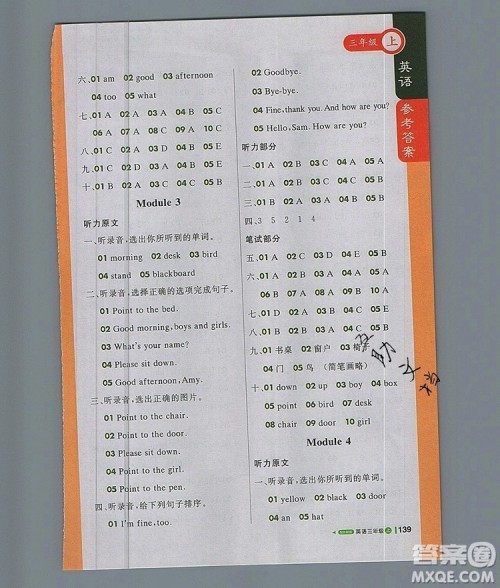 三年级 上
英语
参考答案
六、01 am 02 good 03 afternoon
04 too 05 what
七、01 A 02 A 03 A 04 B 05 C
06 A 07 A 08 B 09 A 10 C
八、01 C 02 B 03 D 04 E 05 A
九、01 C 02 B 03 B 04 C 05 A
十、01 B 02 A 03 C 04 C 05 B
Module 3
听力原文
一、听录音,选出你所听到的单词。
01 morning 02 desk 03 bird
04 stand 05 blackboard
二、听录音,选择正确的选项完成句子。
01 Point to the bed.
02 Good morning, boys and girls.
03 What's your name?
04 Please sit down.
05 Good afternoon, Amy.
三、听录音,选出正确的图片。
01 Point to the chair.
02 Point to the door.
03 Please sit down.
04 Point to the girl.
05 Point to the pen.
四、听录音,给下列句子排序。
01 I'm fine, too.
02 Goodbye.
03 Bye-bye.
04 Fine, thank you. And how are you?
05 Hello, Sam. How are you?
听力部分
一、01 A 02 B 03 A 04 A 05 B
二、01 A 02 B 03 B 04 B 05 A
三、01 A 02 B 03 A 04 B 05 A
四、3 5 2 1 4
笔试部分
五、01 A 02 C 03 D 04 E 05 B
六、01 A 02 C 03 A 04 A 05 B
06 B 07 A 08 B 09 A 10 A
七、01 B 02 C 03 A 04 B 05 C
八、01 A 02 A 03 B 04 A 05 B
九、01 书桌 02 窗户 03 椅子
04 门 05 鸟 (简笔画略)
十、01 down 02 up 03 boy 04 box
05 point 06 bird 07 desk
08 chair 09 door 10 girl
Module 4
听力原文
一、听录音,选出你所听到的单词。
01 yellow 02 black 03 blue
04 an 05 hat
英语三年级 上 139
互助文档
答案圈
MXQE.COM